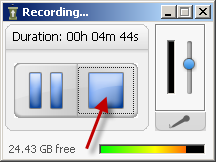 Recording...
Duration: 00h 04m 44s
24.43 GB free